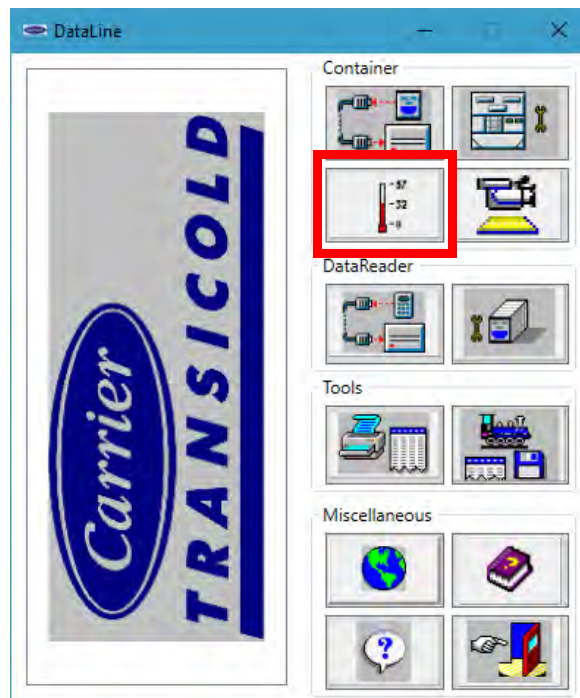 DataLine
Container
-57
-32
-0
DataReader
Tools
Miscellaneous
?
?
Carrier
TRANSICOLD